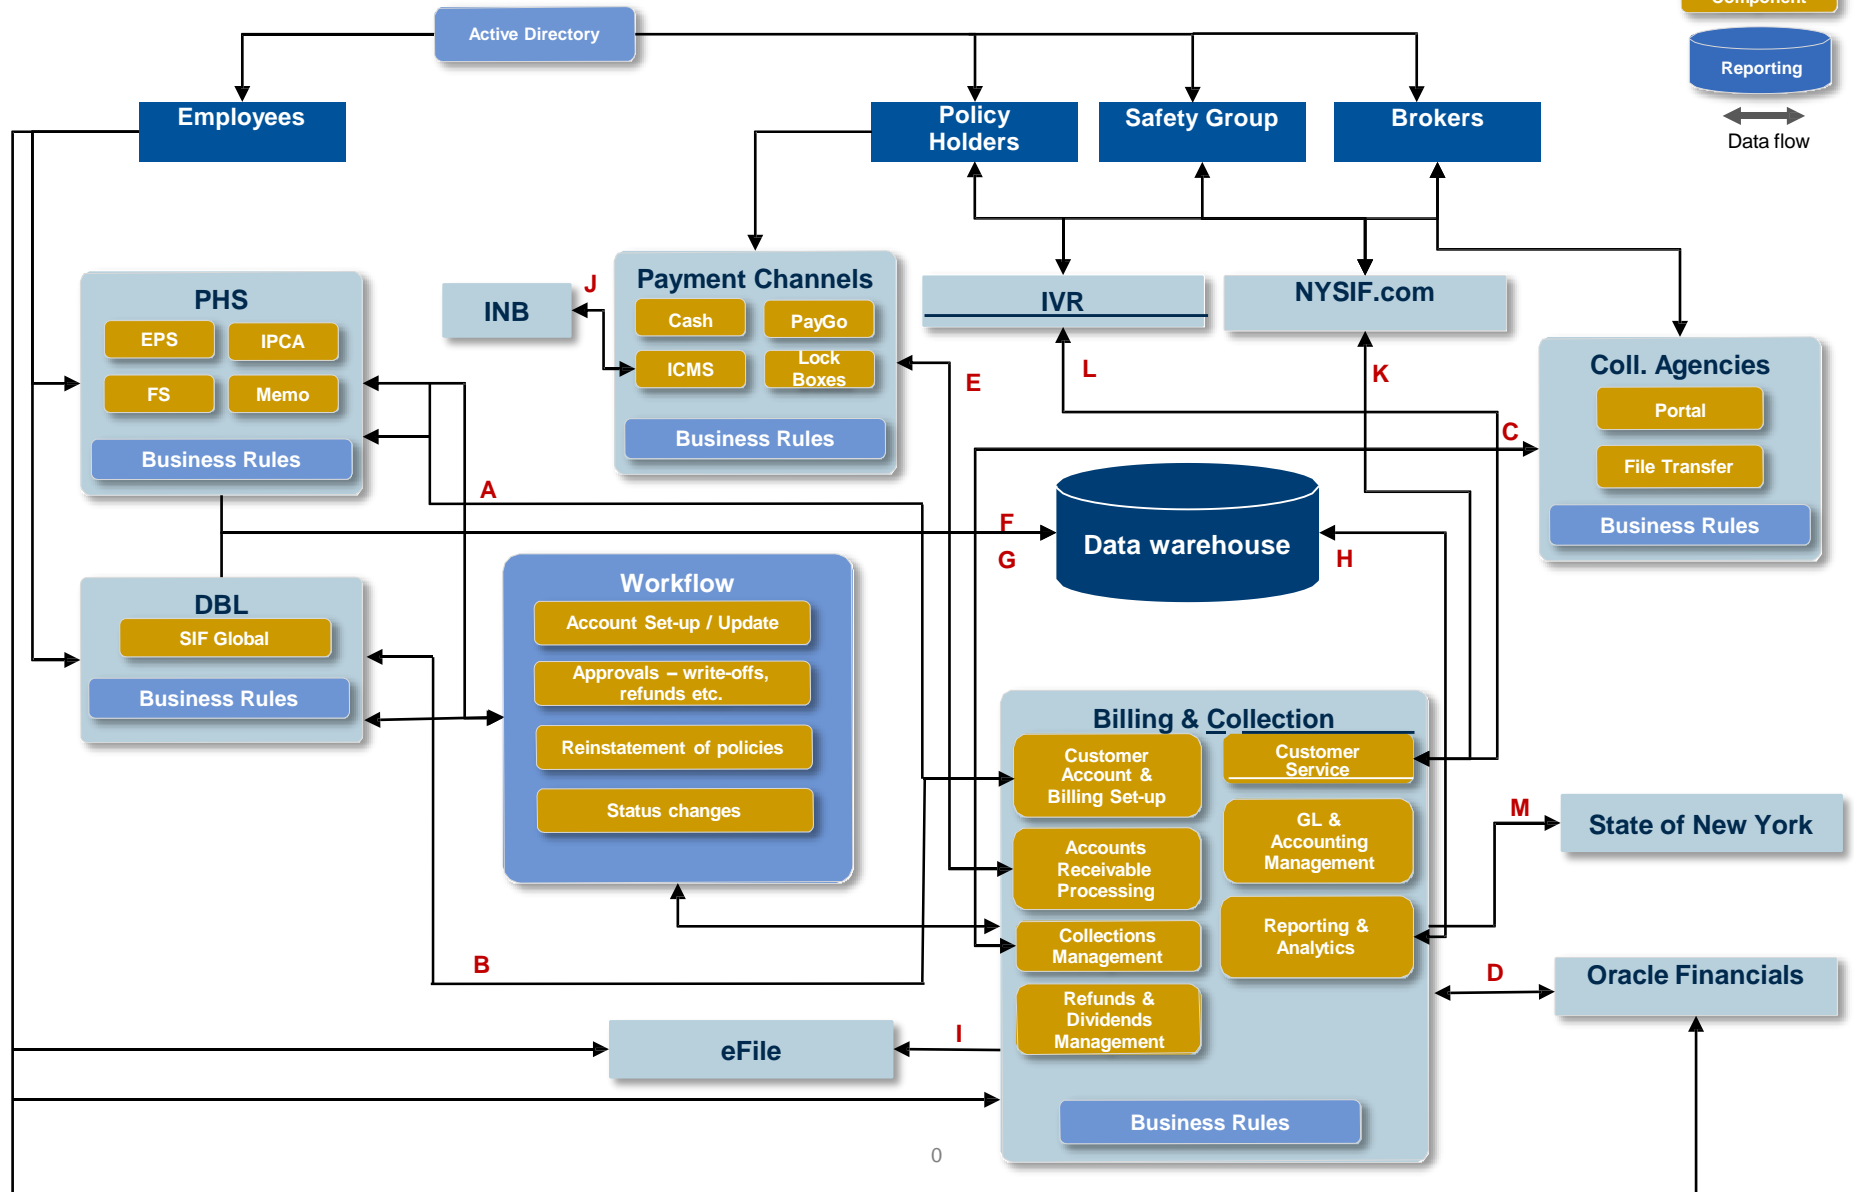 Component
Active Directory
Reporting
Data flow
Employees
Policy
Holders
Safety Group
Brokers
PHS
EPS
IPCA
FS
Memo
Business Rules
INB
J
Payment Channels
Cash
PayGo
ICMS
Lock
Boxes
Business Rules
IVR
NYSIF.com
E
L
K
C
Coll. Agencies
Portal
File Transfer
Business Rules
A
F
G
Data warehouse
H
DBL
SIF Global
Business Rules
Workflow
Account Set-up / Update
Approvals – write-offs,
refunds etc.
Reinstatement of policies
Status changes
Billing & Collection
Customer
Account &
Billing Set-up
Customer
Service
Accounts
Receivable
Processing
GL &
Accounting
Management
Collections
Management
Reporting &
Analytics
Refunds &
Dividends
Management
Business Rules
M
State of New York
D
Oracle Financials
B
I
eFile
0